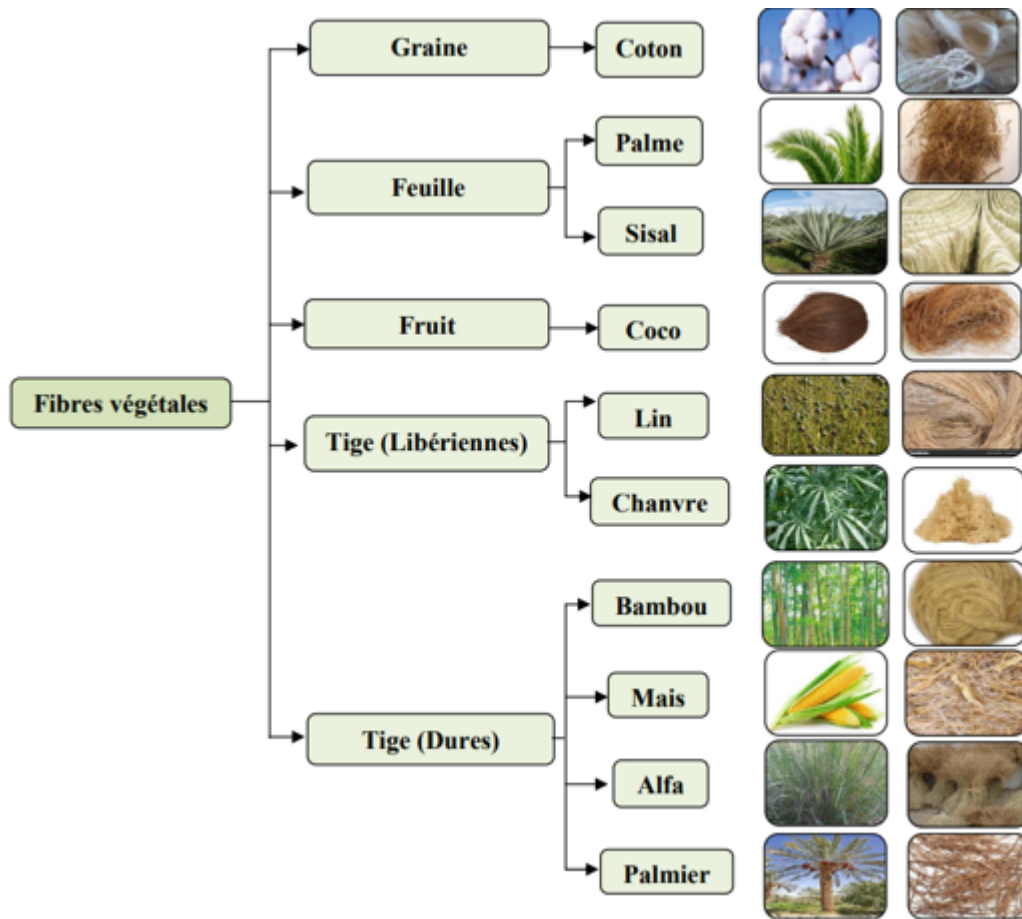 Graine
Coton
Feuille
Palme
Sisal
Fruit
Coco
Fibres végétales
Tige (Libériennes)
Lin
Chanvre
Tige (Dures)
Bambou
Mais
Alfa
Palmier